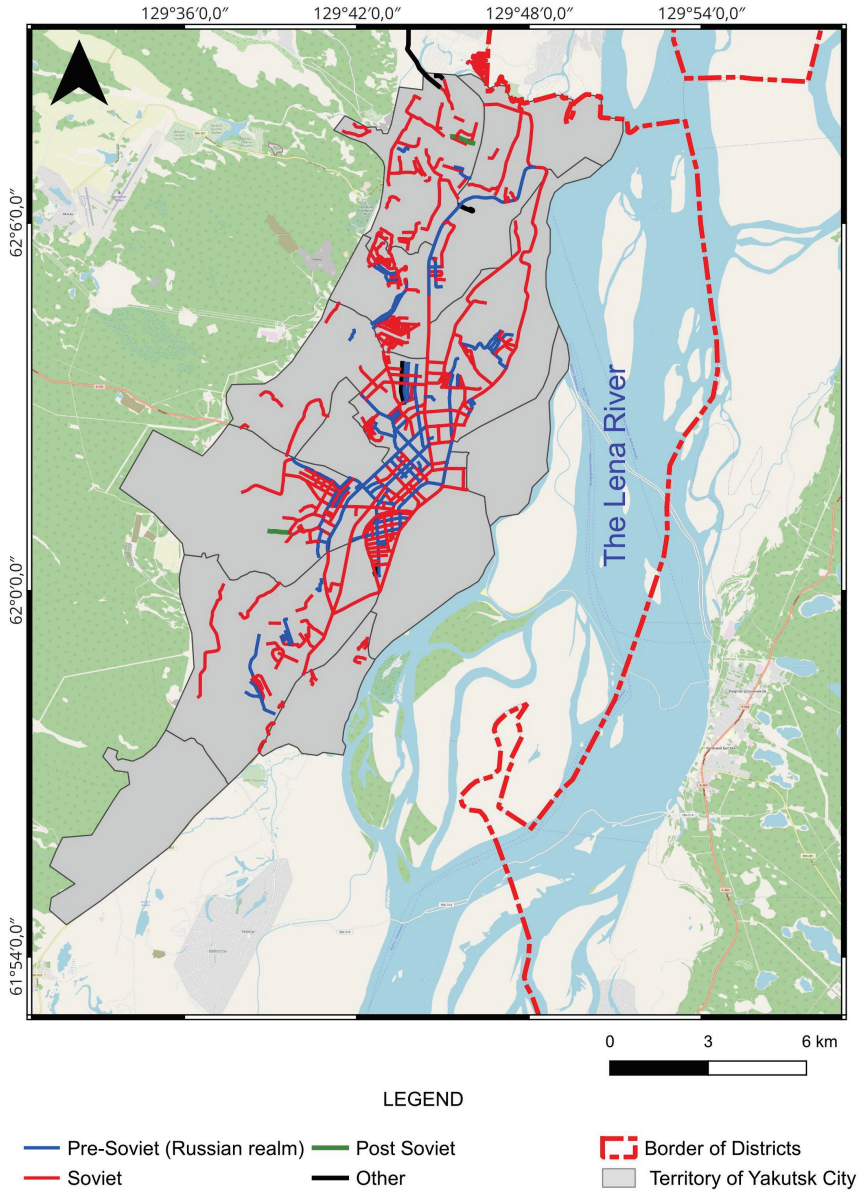 129°36′0,0″ 129°42′0,0″ 129°48′0,0″ 129°54′0,0″
62°6′0,0″
The Lena River
62°0′0,0″
61°54′0,0″
0 3 6 km
LEGEND
Pre-Soviet (Russian realm) Post Soviet Border of Districts
Soviet Other Territory of Yakutsk City